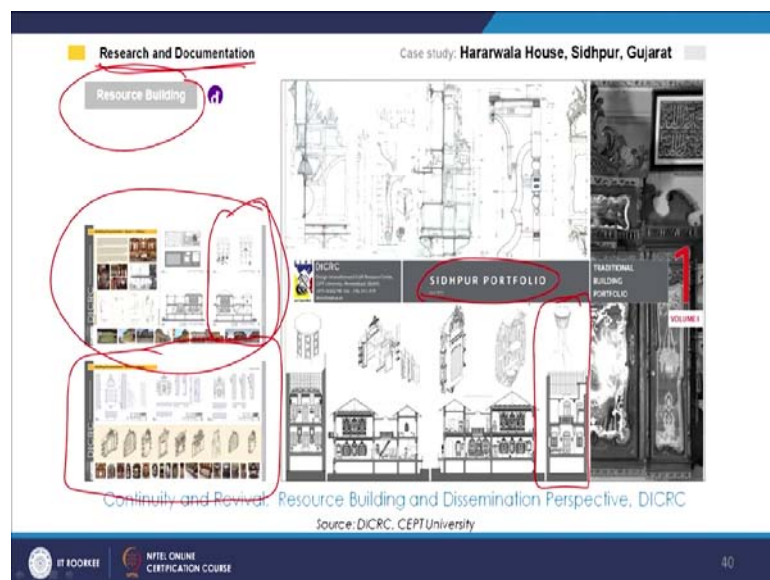 Research and Documentation
Case study: Hararwala House, Sidhpur, Gujarat
Resource Building
d
DICRC
SIDHPUR PORTFOLIO
TRADITIONAL
BUILDING
PORTFOLIO
1
VOLUME I
DICRC
DICRC
Continuity and Revival: Resource Building and Dissemination Perspective, DICRC
Source: DICRC, CEPT University
IIT ROORKEE
NPTEL ONLINE
CERTIFICATION COURSE
40